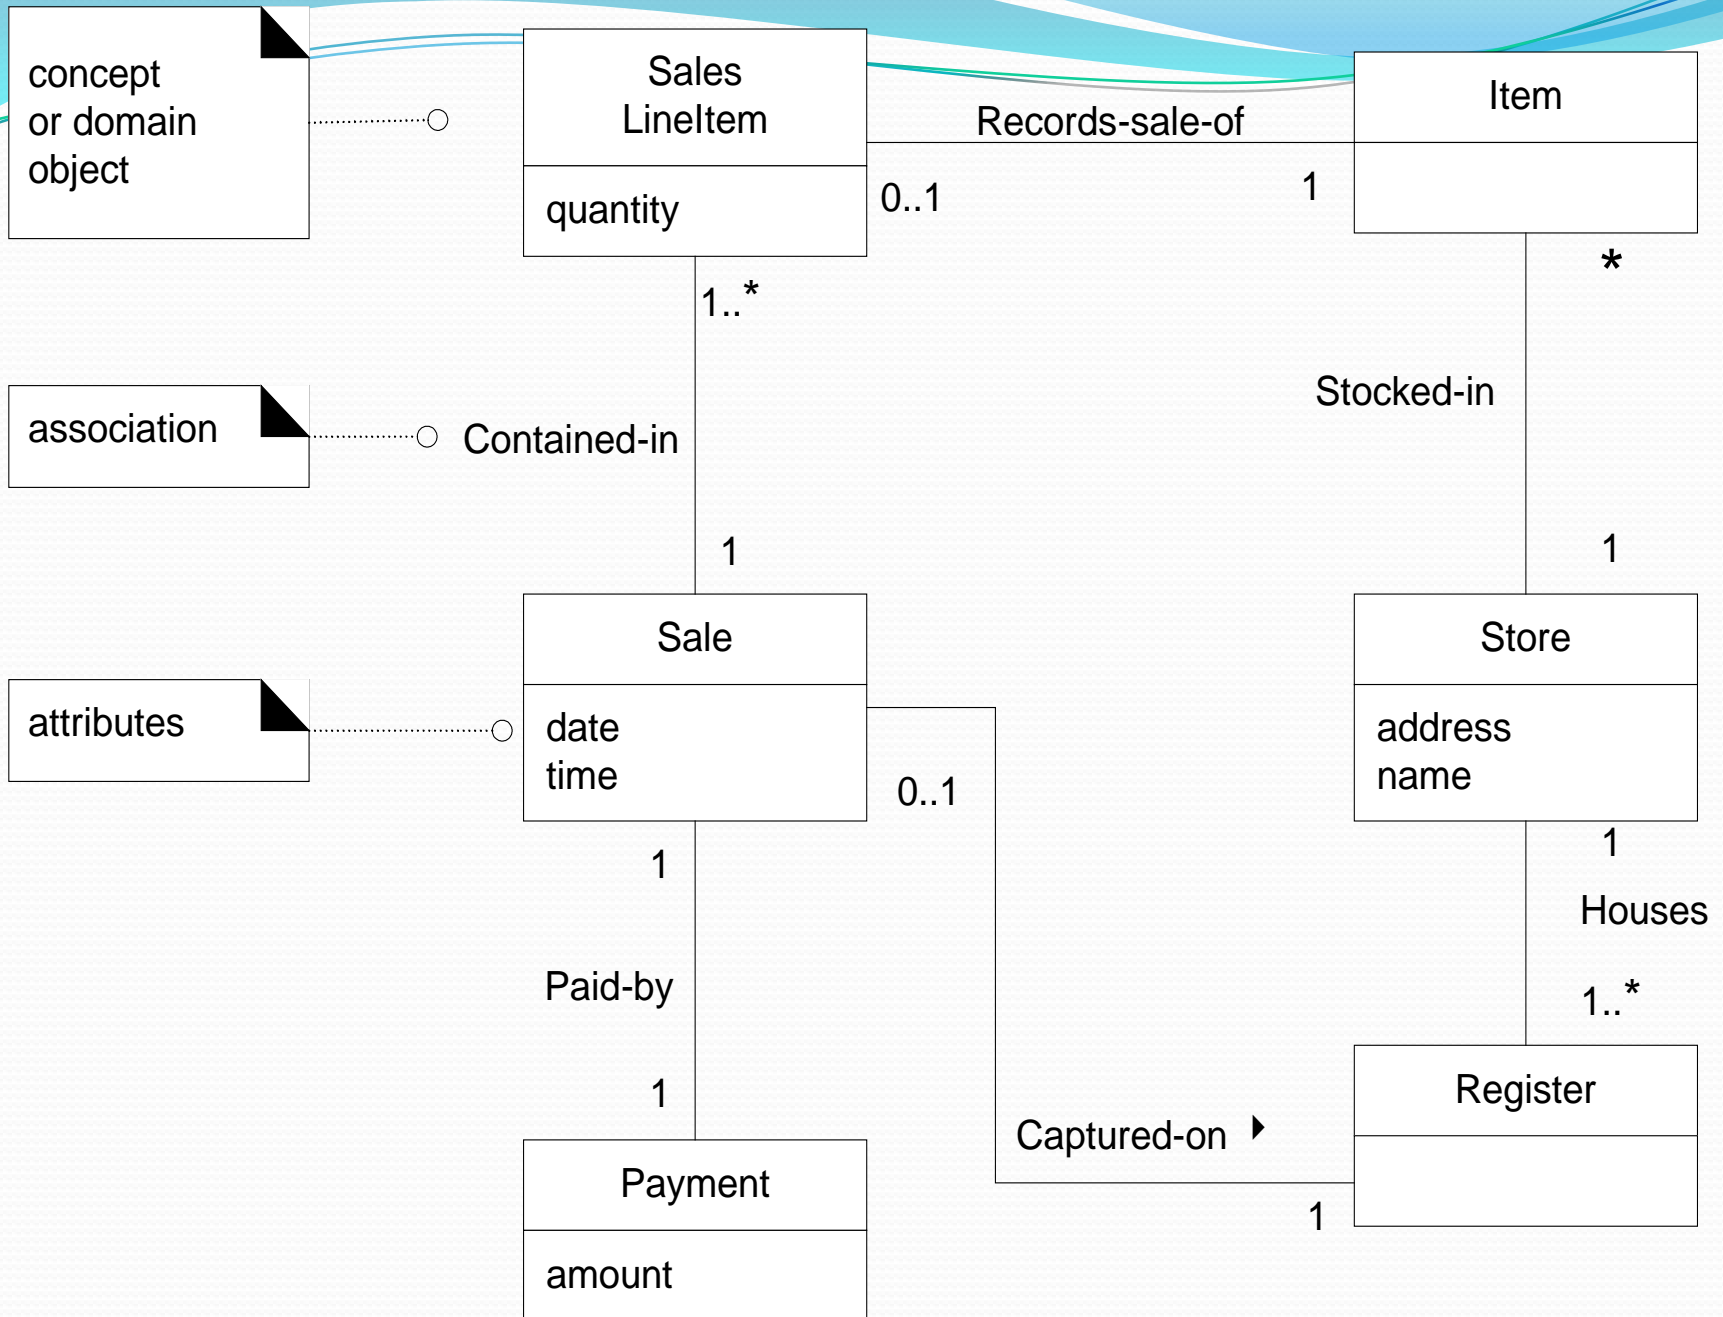 concept
or domain
object
Sales
LineItem
quantity
Records-sale-of
0..1
1
Item
*
1..*
association
Contained-in
Stocked-in
1
1
attributes
Sale
date
time
0..1
Store
address
name
1
1
Houses
Paid-by
1..*
1
Captured-on
Register
1
Payment
amount